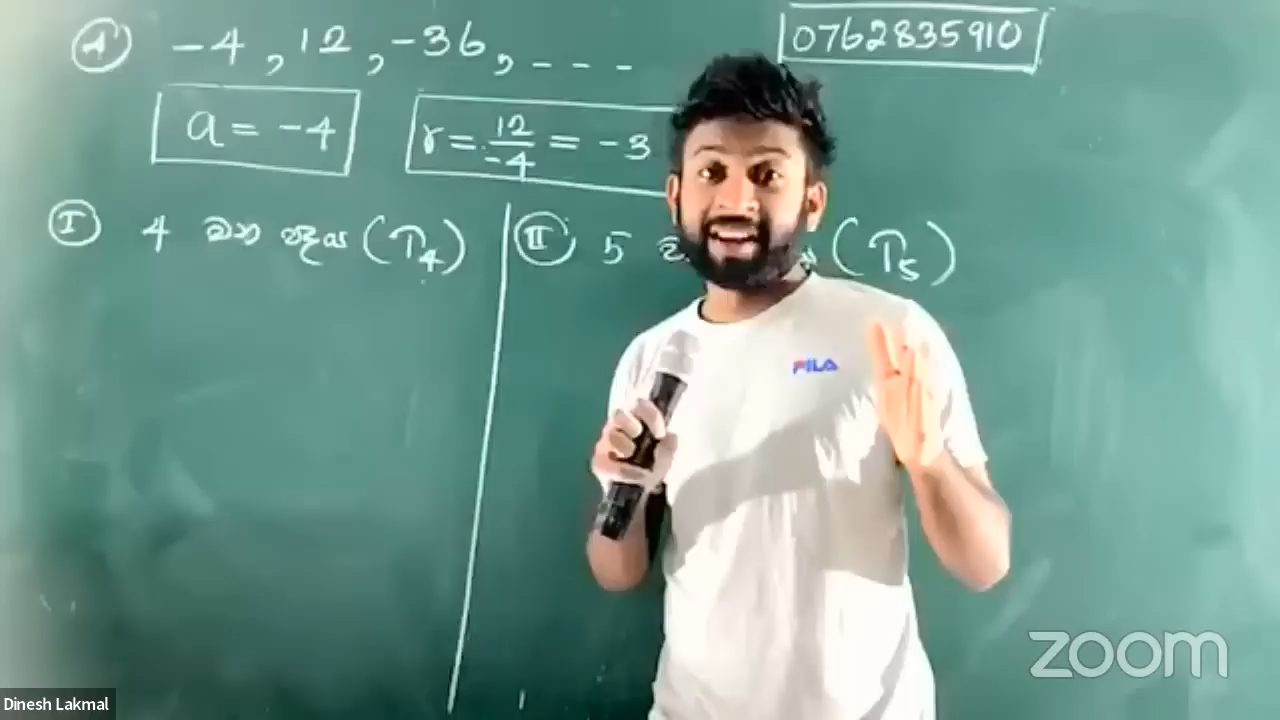 ④ -4, 12, -36, - - -
0762835910
a = -4
r = 12/-4 = -3
Ⅰ 4 වන පදය (T₄)
Ⅱ 5 (T₅)
FILA
zoom
Dinesh Lakmal